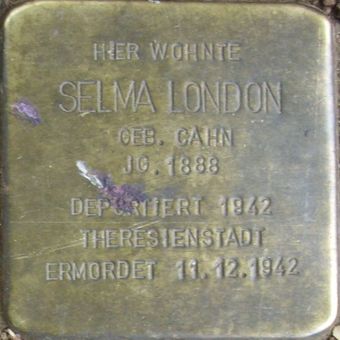 HIER WOHNTE
SELMA LONDON
GEB. CAHN
JG. 1888
DEPORTIERT 1942
THERESIENSTADT
ERMORDET 11.12.1942